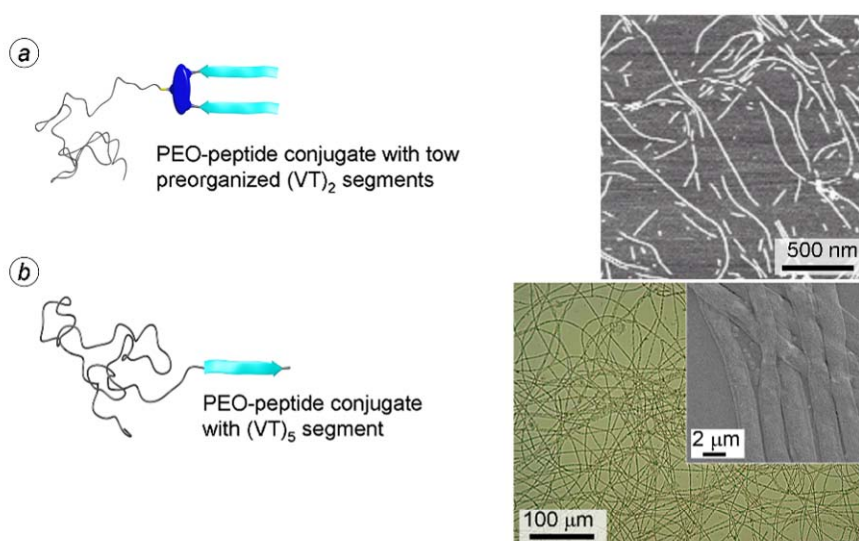 a
PEO-peptide conjugate with tow
preorganized (VT)₂ segments
500 nm
b
PEO-peptide conjugate
with (VT)₅ segment
2 μm
100 μm